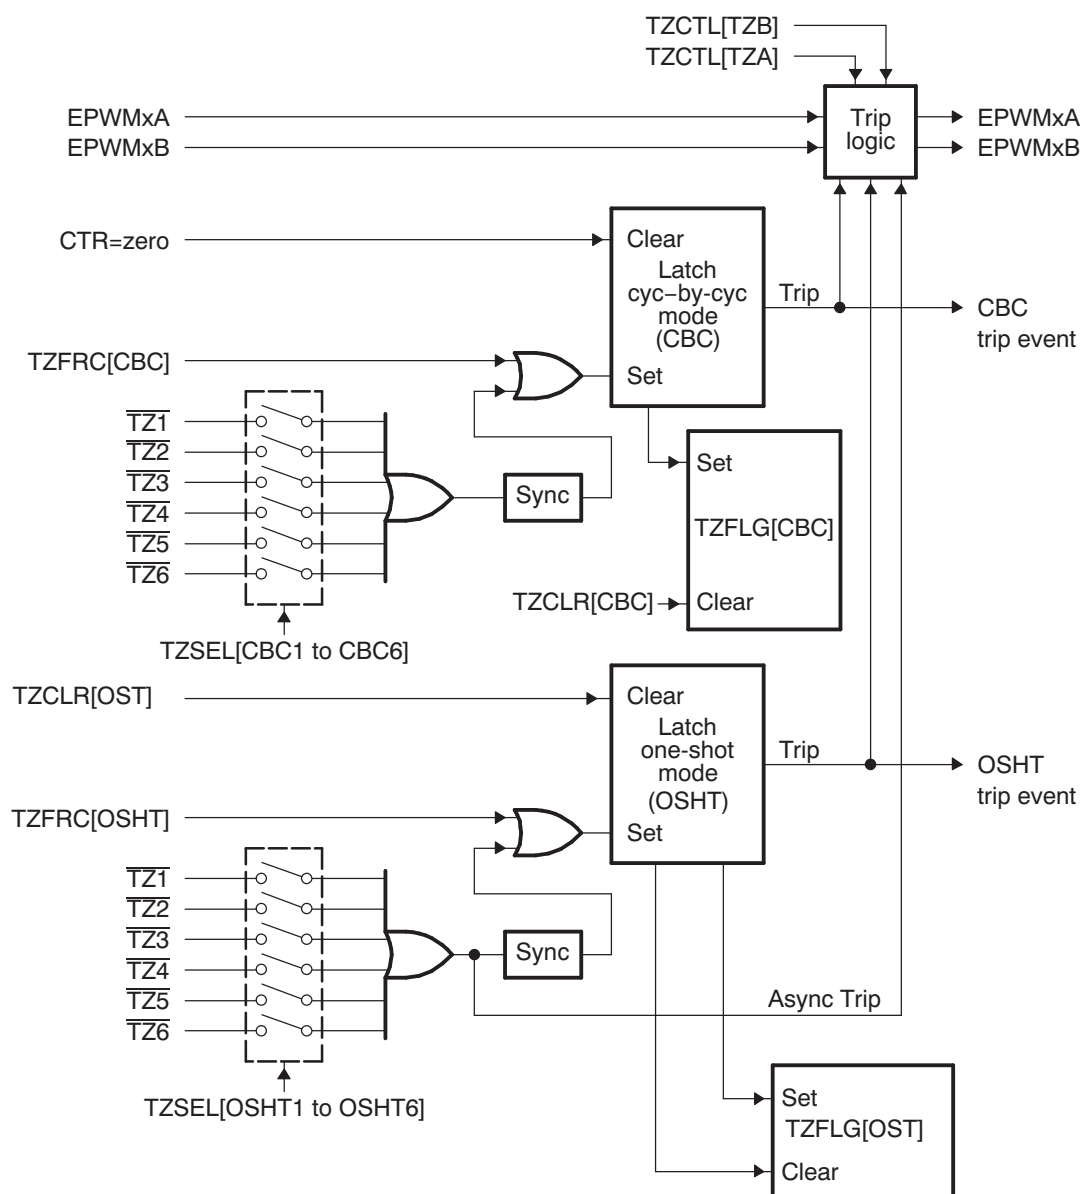 TZCTL[TZB]
TZCTL[TZA]
EPWMxA
EPWMxB
Trip
logic
EPWMxA
EPWMxB
CTR=zero
Clear
Latch
cyc−by-cyc
mode
(CBC)
Set
Trip
CBC
trip event
TZFRC[CBC]
TZ1
TZ2
TZ3
TZ4
TZ5
TZ6
Sync
Set
TZFLG[CBC]
Clear
TZCLR[CBC]
TZSEL[CBC1 to CBC6]
TZCLR[OST]
Clear
Latch
one-shot
mode
(OSHT)
Set
Trip
OSHT
trip event
TZFRC[OSHT]
TZ1
TZ2
TZ3
TZ4
TZ5
TZ6
Sync
Async Trip
TZSEL[OSHT1 to OSHT6]
Set
TZFLG[OST]
Clear